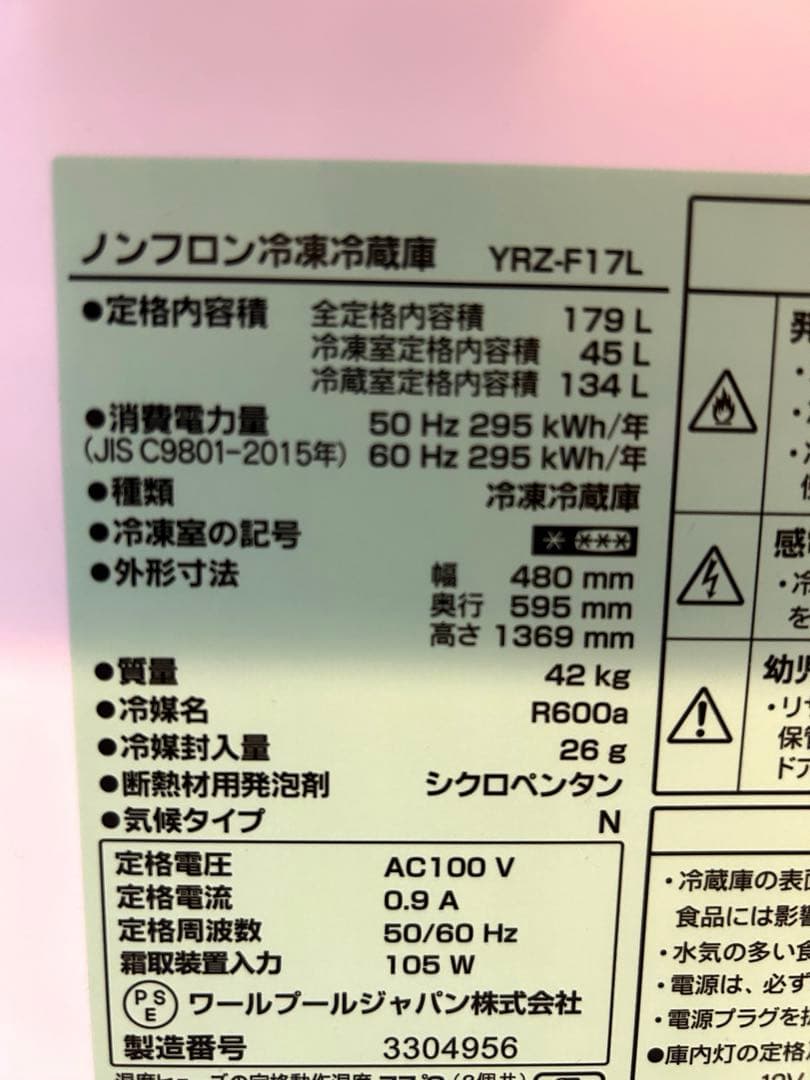 ノンフロン冷凍冷蔵庫 YRZ-F17L
●定格内容積 全定格内容積 179 L
冷凍室定格内容積 45 L
冷蔵室定格内容積 134 L
●消費電力量 50 Hz 295 kWh/年
(JIS C9801-2015年) 60 Hz 295 kWh/年
●種類 冷凍冷蔵庫
●冷凍室の記号
●外形寸法 幅 480 mm
奥行 595 mm
高さ 1369 mm
●質量 42 kg
●冷媒名 R600a
●冷媒封入量 26 g
●断熱材用発泡剤 シクロペンタン
●気候タイプ N
定格電圧 AC100 V
定格電流 0.9 A
定格周波数 50/60 Hz
霜取装置入力 105 W
PSE ワールプールジャパン株式会社
製造番号 3304956
感
・冷
を
幼児
・リサ
保管
ドア
・冷蔵庫の表面
食品には影響
・水気の多い食
・電源は、必ず
・電源プラグを抜
●庫内灯の定格